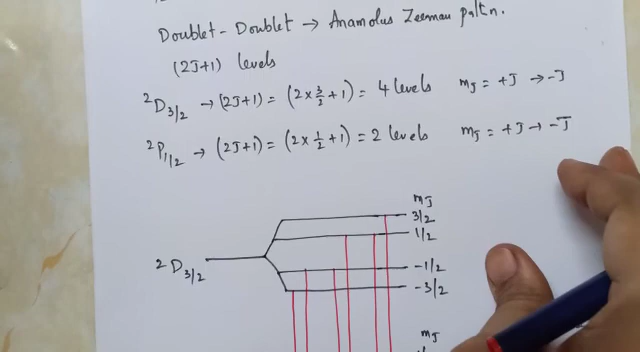 Doublet - Doublet → Anamolus Zeeman pattn.
(2J+1) levels
²D₃/₂ → (2J+1) = (2×3/2+1) = 4 levels mJ = +J → -J
²P₁/₂ → (2J+1) = (2×1/2+1) = 2 levels mJ = +J → -J
mJ
3/2
1/2
²D₃/₂
-1/2
-3/2
mJ